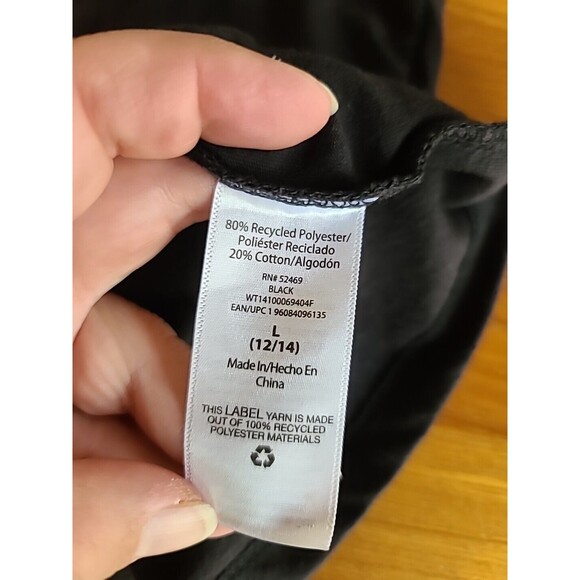 80% Recycled Polyester/
Poliéster Reciclado
20% Cotton/Algodón
RN# 52469
BLACK
WT14100069404F
EAN/UPC 1 96084096135
L
(12/14)
Made In/Hecho En
China
THIS LABEL YARN IS MADE
OUT OF 100% RECYCLED
POLYESTER MATERIALS